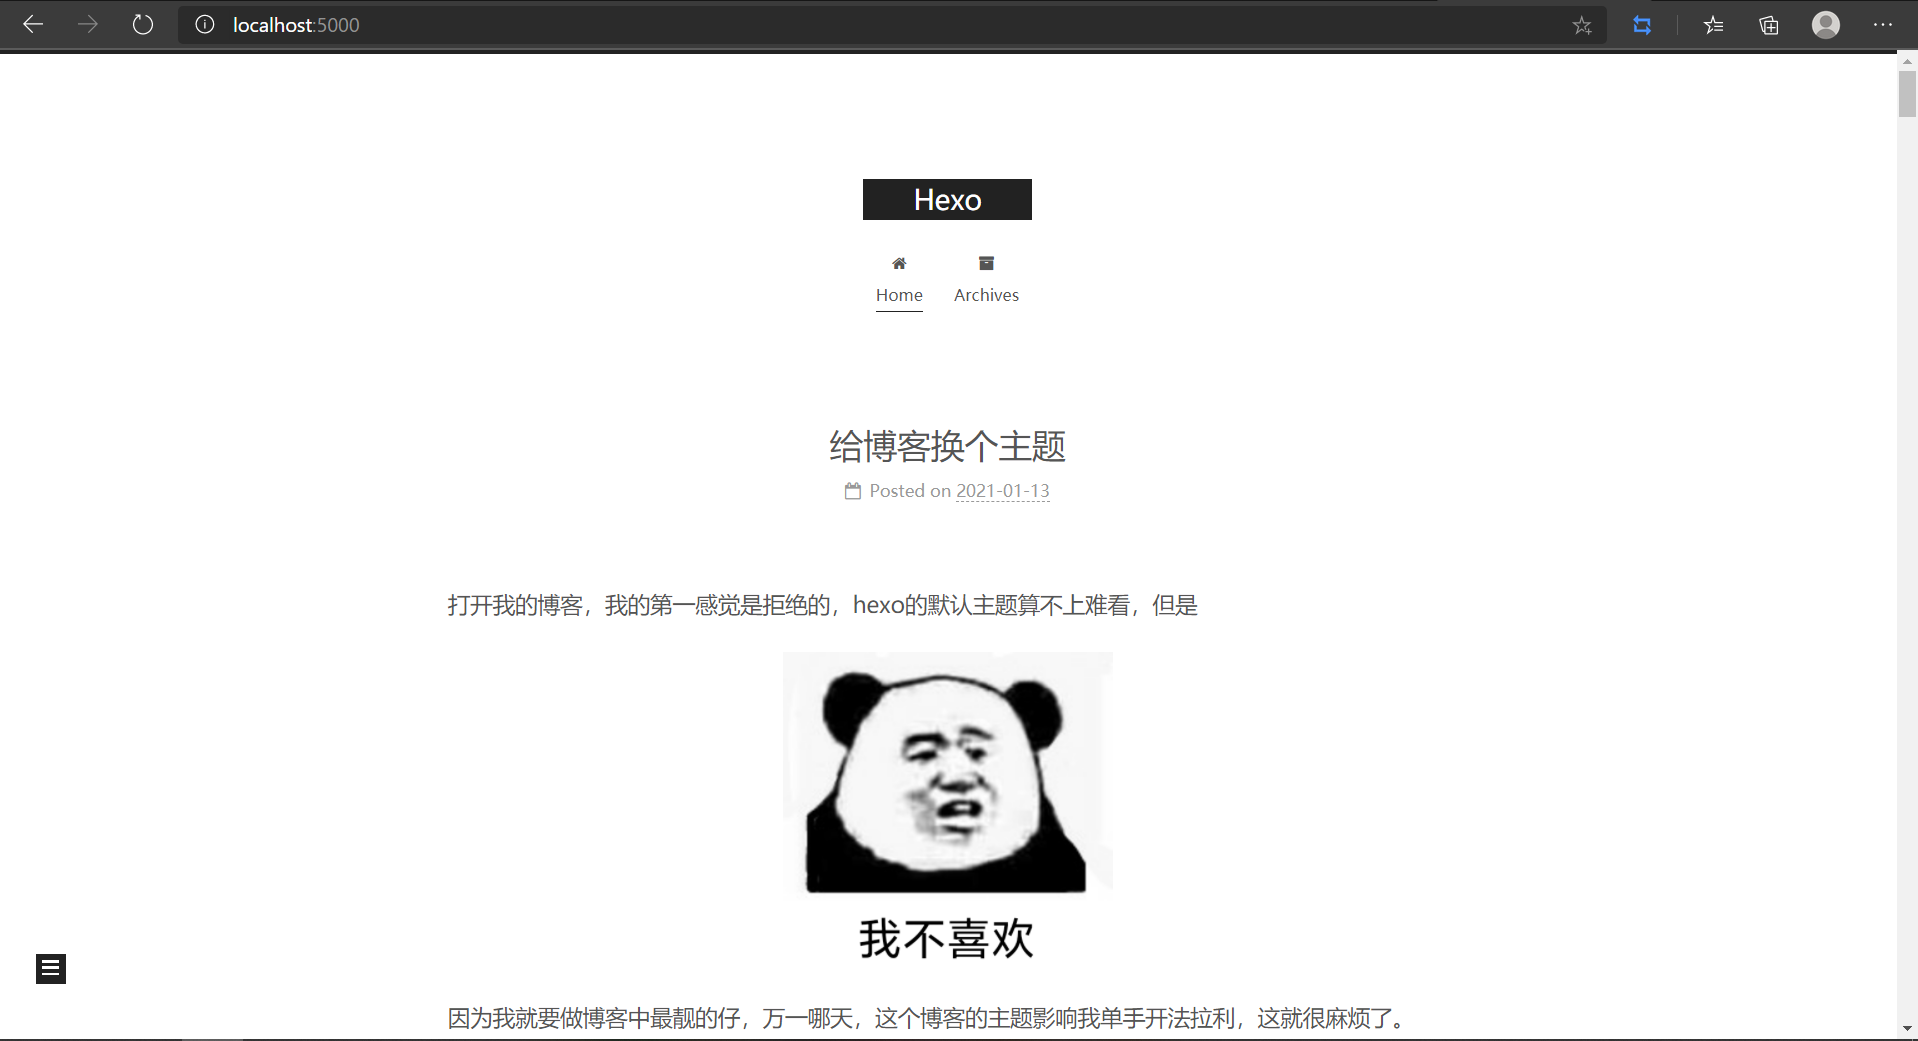 localhost:5000
Hexo
Home Archives
给博客换个主题
Posted on 2021-01-13
打开我的博客，我的第一感觉是拒绝的，hexo的默认主题算不上难看，但是
我不喜欢
因为我就要做博客中最靓的仔，万一哪天，这个博客的主题影响我单手开法拉利，这就很麻烦了。